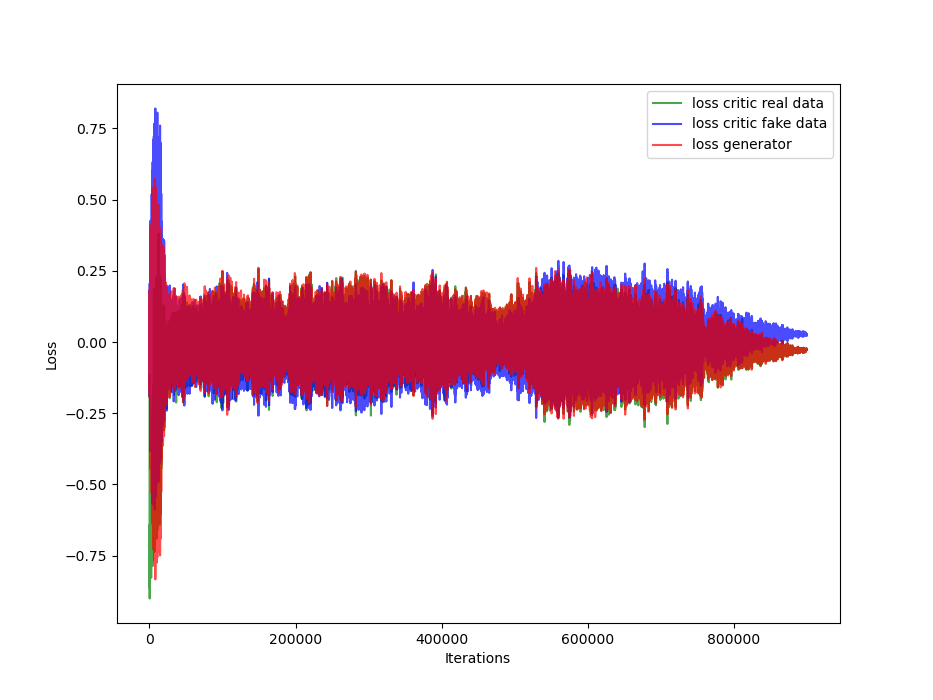 loss critic real data
loss critic fake data
loss generator
0.75
0.50
0.25
0.00
−0.25
−0.50
−0.75
Loss
0 200000 400000 600000 800000
Iterations